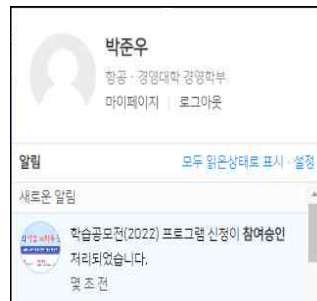 박준우
항공 · 경영대학 경영학부
마이페이지 | 로그아웃
알림
모두 읽은상태로 표시 · 설정
새로운 알림
학습공모전(2022) 프로그램 신청이 참여승인
처리되었습니다.
몇 초 전